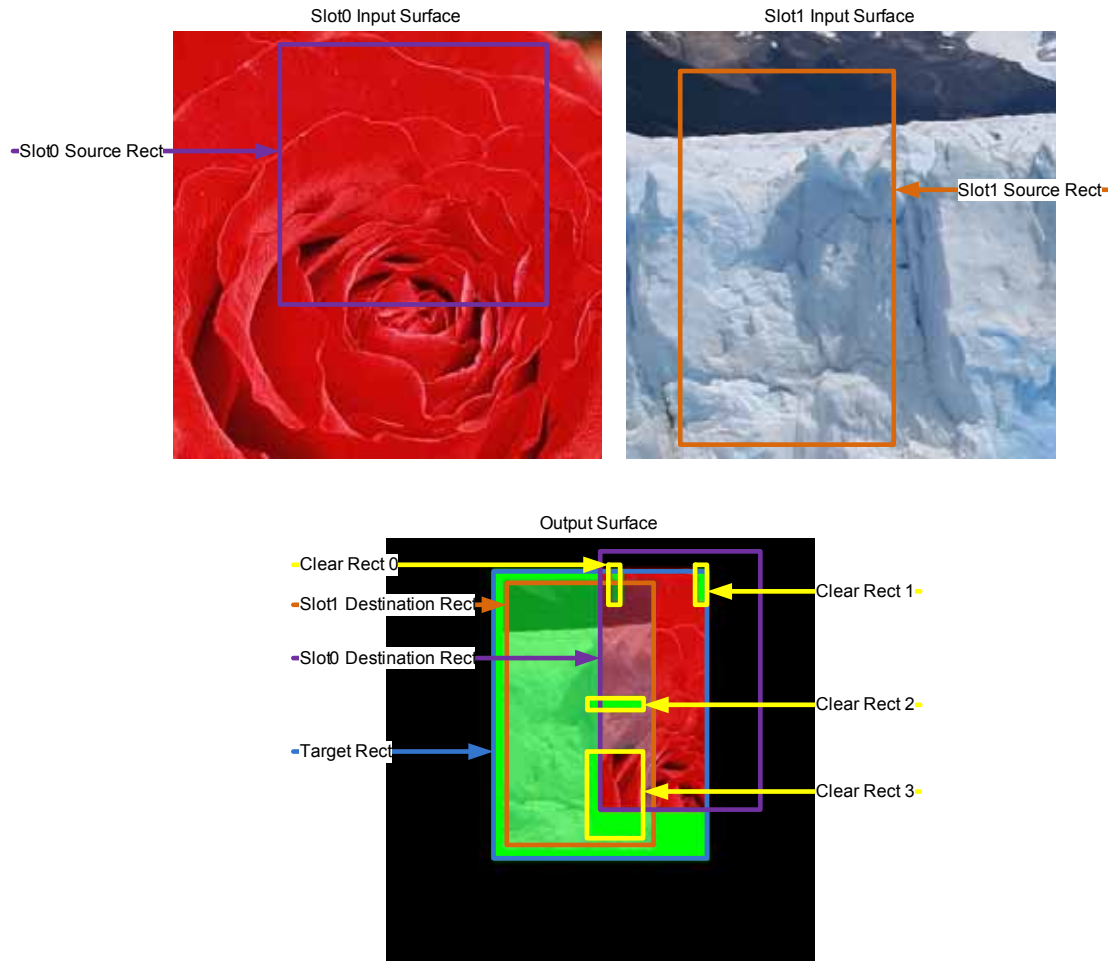 Slot0 Input Surface
Slot1 Input Surface
Slot0 Source Rect
Slot1 Source Rect
Output Surface
Clear Rect 0
Clear Rect 1
Slot1 Destination Rect
Slot0 Destination Rect
Clear Rect 2
Target Rect
Clear Rect 3